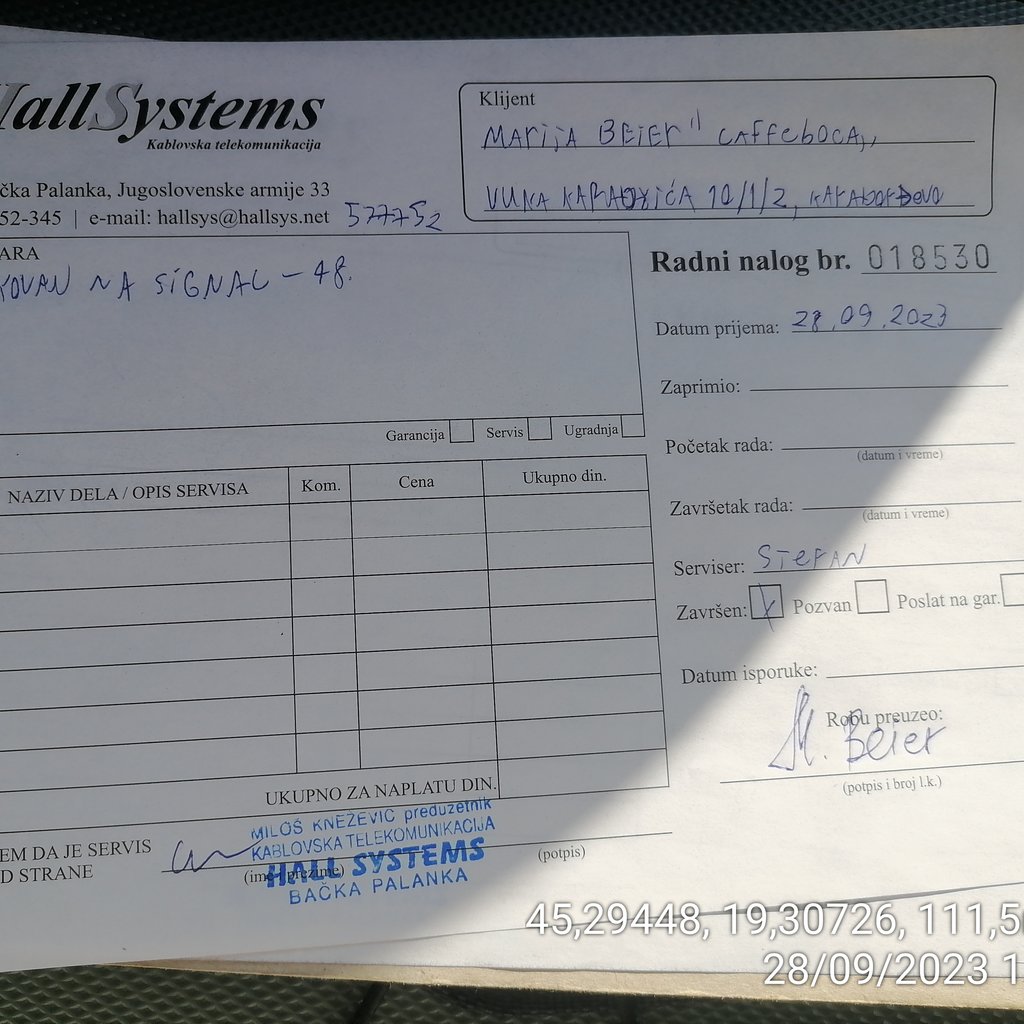 HallSystems
Kablovska telekomunikacija
čka Palanka, Jugoslovenske armije 33
52-345 | e-mail: hallsys@hallsys.net 577752
Klijent
MARIJA BEIER "CAFFEBOCA"
VUKA KARADŽIĆA 10/1/2, KARAĐORĐEVO
ARA
NA SIGNAL - 48.
Radni nalog br. 018530
Datum prijema: 28.09.2023
Zaprimio:
Garancija Servis Ugradnja
Početak rada:
(datum i vreme)
NAZIV DELA / OPIS SERVISA Kom. Cena Ukupno din.
Završetak rada:
(datum i vreme)
Serviser: STEFAN
Završen: X Pozvan Poslat na gar.
Datum isporuke:
Robu preuzeo:
M. Beier
(potpis i broj l.k.)
UKUPNO ZA NAPLATU DIN.
EM DA JE SERVIS
D STRANE
(ime i prezime)
(potpis)
MILOŠ KNEŽEVIĆ preduzetnik
KABLOVSKA TELEKOMUNIKACIJA
HALL SYSTEMS
BAČKA PALANKA
45,29448, 19,30726, 111,5
28/09/2023 1